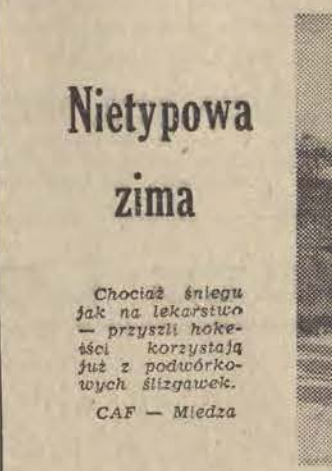 Nietypowa
zima
Chociaż śniegu
jak na lekarstwo
— przyszli hoke-
iści korzystają
już z podwórko-
wych ślizgawek.
CAF — Miedza